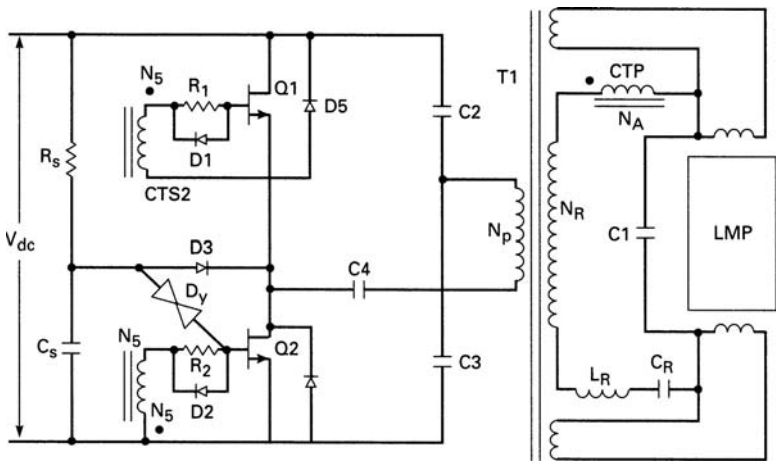 V_dc
R_s
C_s
N_5
R_1
Q1
D1
D5
CTS2
D3
D_y
N_5
R_2
Q2
D2
N_5
C4
C2
C3
N_p
T1
CTP
N_A
N_R
C1
LMP
L_R
C_R